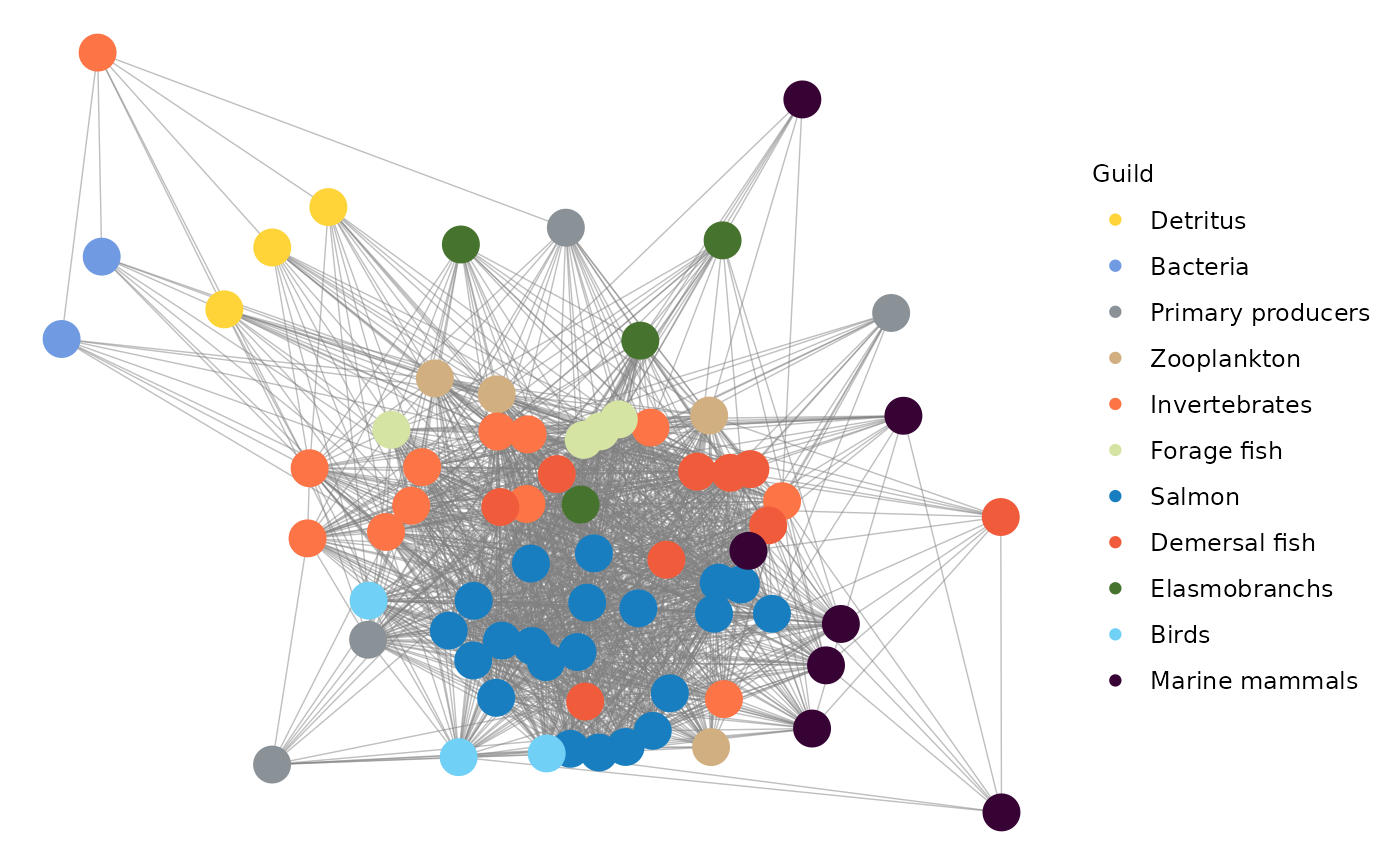 Guild
Detritus
Bacteria
Primary producers
Zooplankton
Invertebrates
Forage fish
Salmon
Demersal fish
Elasmobranchs
Birds
Marine mammals